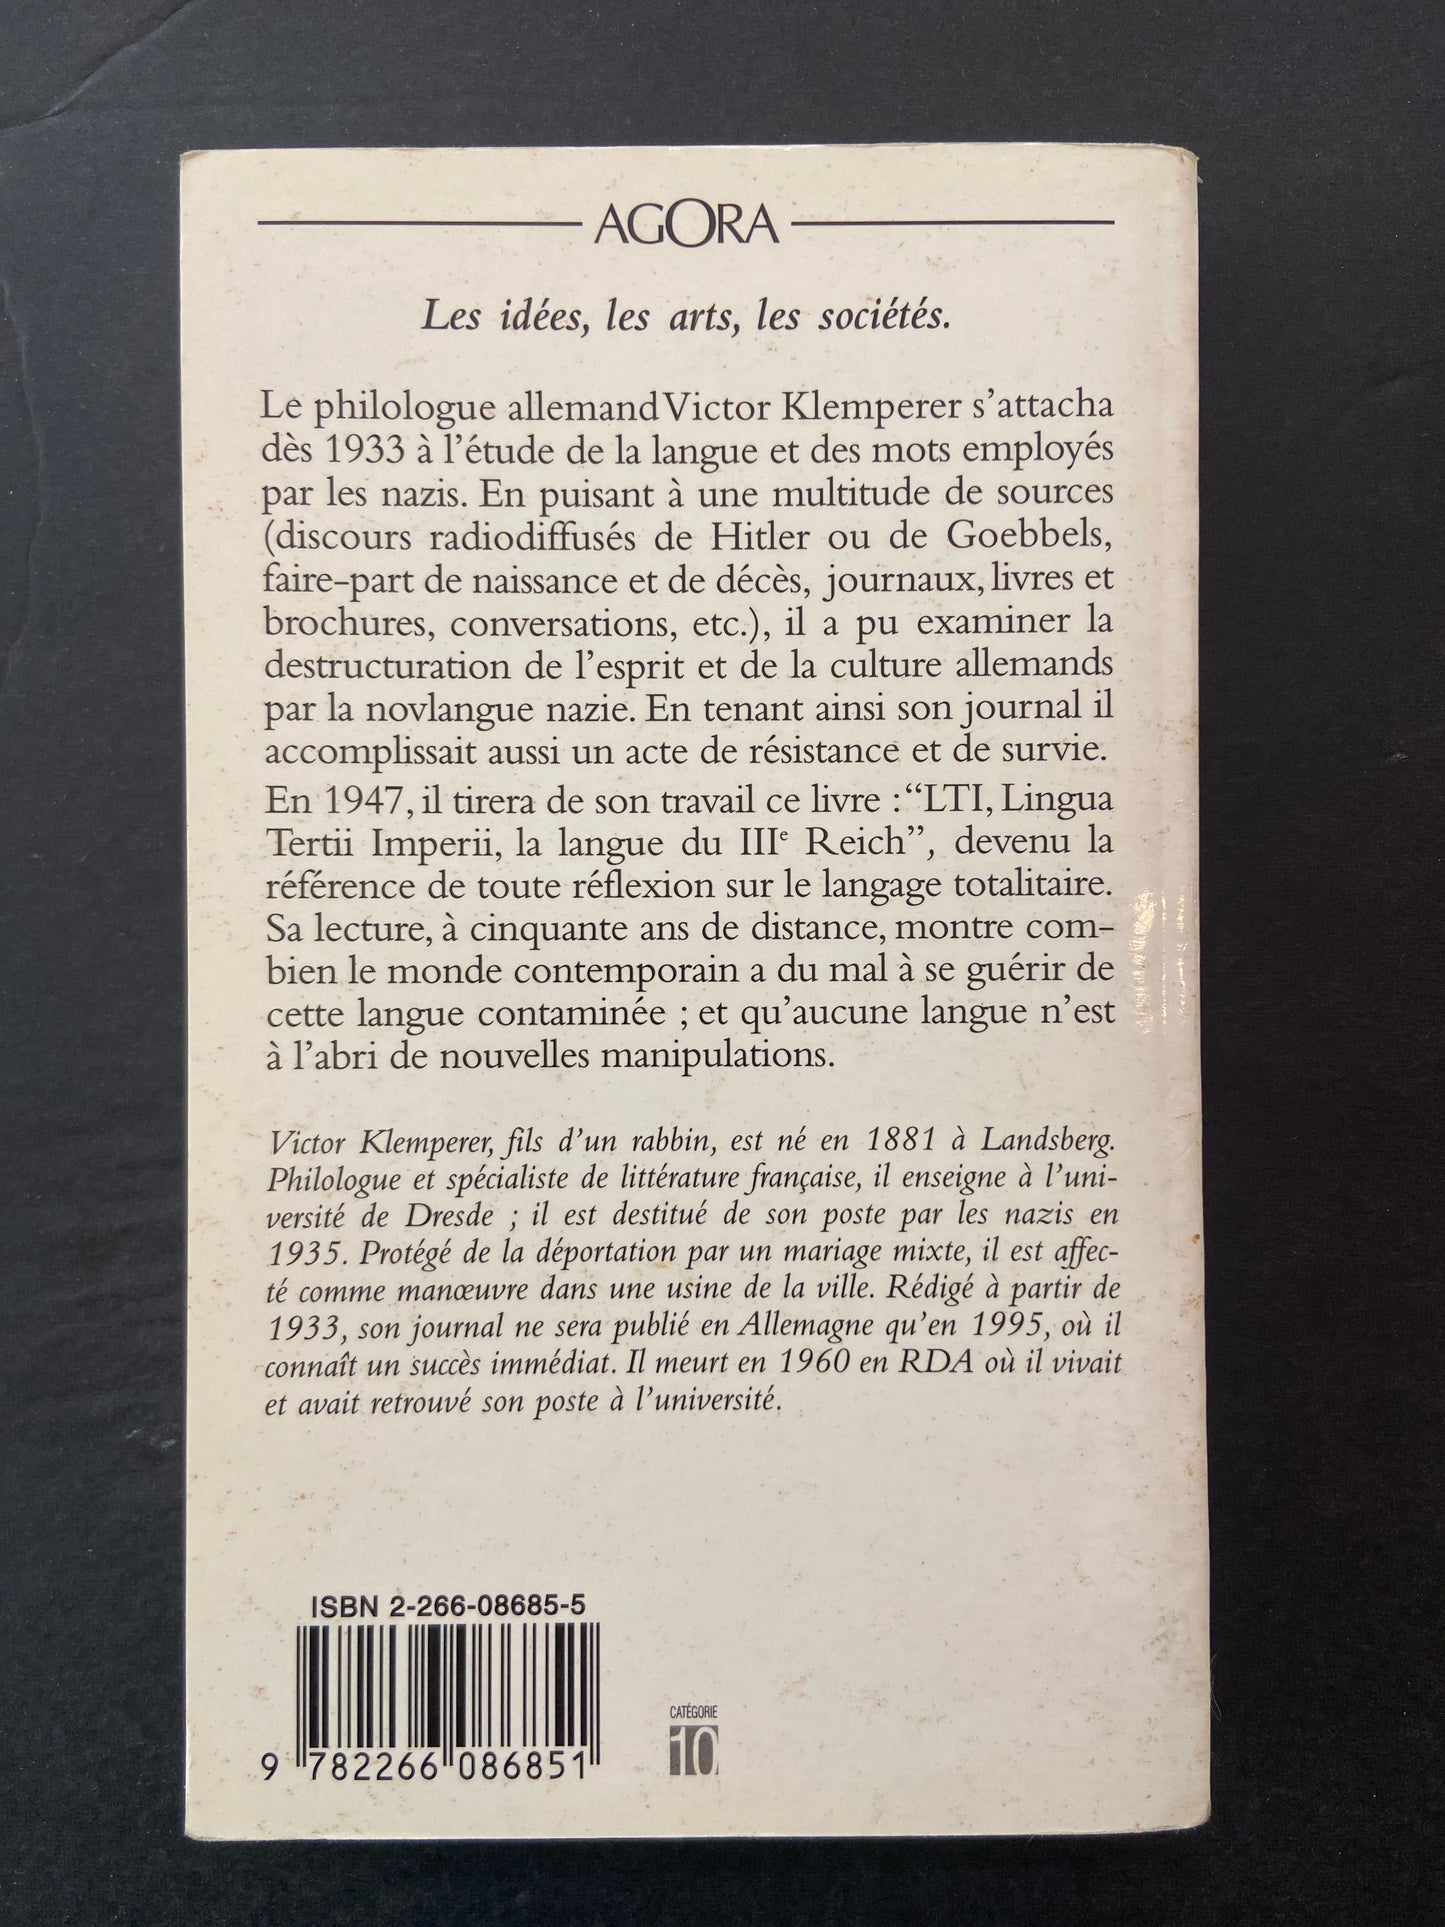 AGORA
Les idées, les arts, les sociétés.
Le philologue allemand Victor Klemperer s'attacha
dès 1933 à l'étude de la langue et des mots employés
par les nazis. En puisant à une multitude de sources
(discours radiodiffusés de Hitler ou de Goebbels,
faire-part de naissance et de décès, journaux, livres et
brochures, conversations, etc.), il a pu examiner la
destructuration de l'esprit et de la culture allemands
par la novlangue nazie. En tenant ainsi son journal il
accomplissait aussi un acte de résistance et de survie.
En 1947, il tirera de son travail ce livre : “LTI, Lingua
Tertii Imperii, la langue du IIIe Reich”, devenu la
référence de toute réflexion sur le langage totalitaire.
Sa lecture, à cinquante ans de distance, montre com-
bien le monde contemporain a du mal à se guérir de
cette langue contaminée ; et qu'aucune langue n'est
à l'abri de nouvelles manipulations.
Victor Klemperer, fils d'un rabbin, est né en 1881 à Landsberg.
Philologue et spécialiste de littérature française, il enseigne à l'uni-
versité de Dresde ; il est destitué de son poste par les nazis en
1935. Protégé de la déportation par un mariage mixte, il est affec-
té comme manœuvre dans une usine de la ville. Rédigé à partir de
1933, son journal ne sera publié en Allemagne qu'en 1995, où il
connaît un succès immédiat. Il meurt en 1960 en RDA où il vivait
et avait retrouvé son poste à l'université.
ISBN 2-266-08685-5
9 782266 086851
CATÉGORIE
10